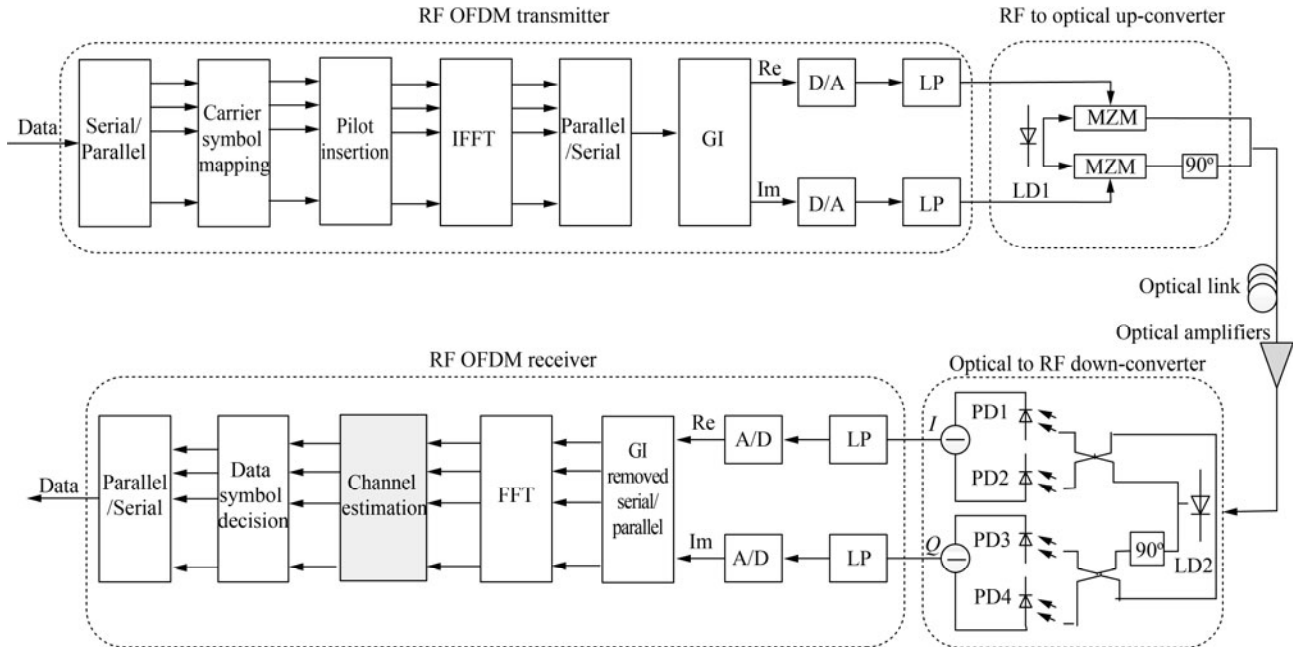 RF OFDM transmitter
RF to optical up-converter
Data
Serial/
Parallel
Carrier
symbol
mapping
Pilot
insertion
IFFT
Parallel
/Serial
GI
Re
D/A
LP
Im
D/A
LP
MZM
MZM
90º
LD1
Optical link
Optical amplifiers
RF OFDM receiver
Optical to RF down-converter
Data
Parallel
/Serial
Data
symbol
decision
Channel
estimation
FFT
GI
removed
serial/
parallel
Re
A/D
LP
I
Im
A/D
LP
Q
PD1
PD2
PD3
PD4
90º
LD2